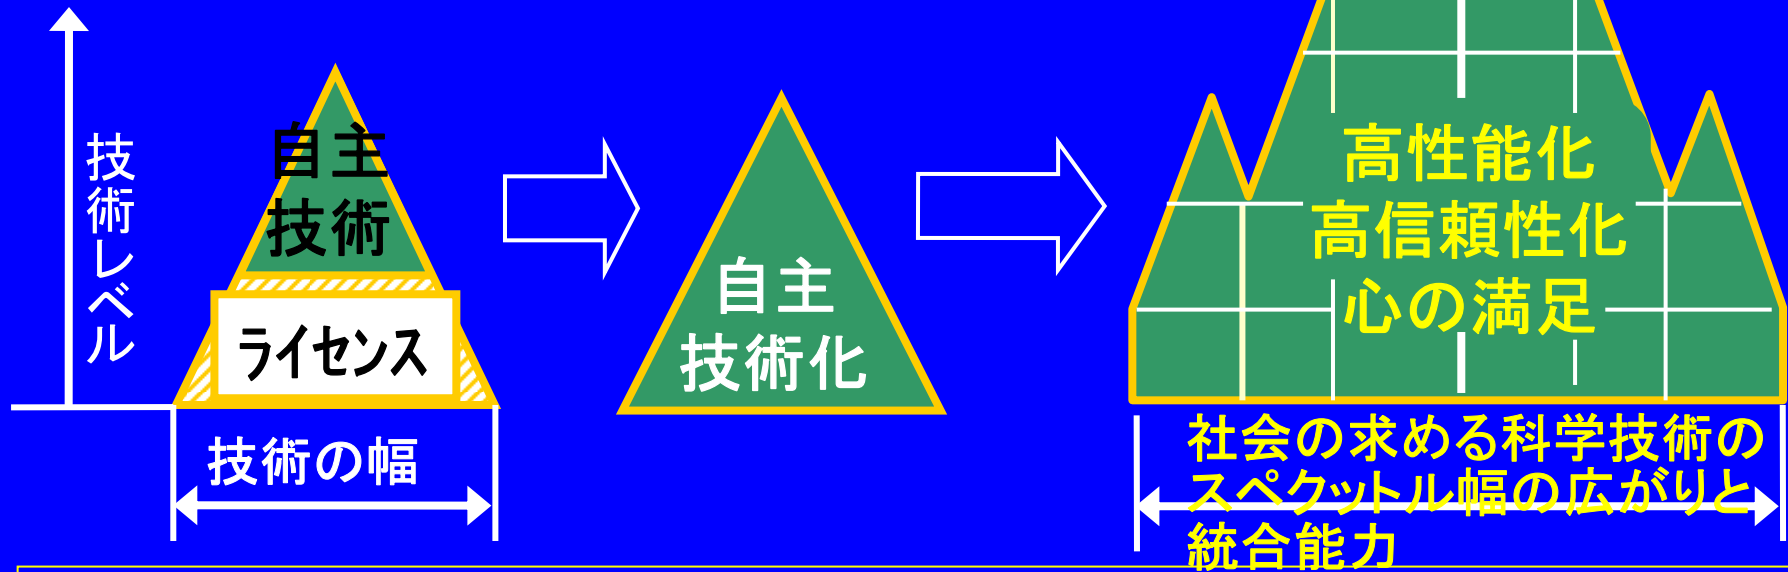 技術レベル
自主
技術
ライセンス
技術の幅
自主
技術化
高性能化
高信頼性化
心の満足
社会の求める科学技術の
スペクットル幅の広がりと
統合能力